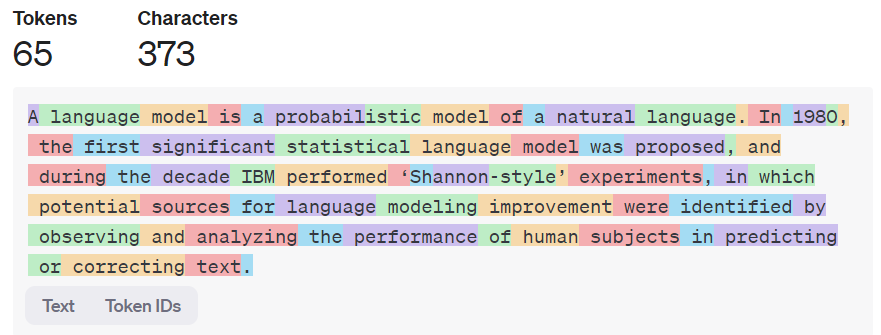 Tokens Characters
65 373
A language model is a probabilistic model of a natural language. In 1980,
the first significant statistical language model was proposed, and
during the decade IBM performed ‘Shannon-style’ experiments, in which
potential sources for language modeling improvement were identified by
observing and analyzing the performance of human subjects in predicting
or correcting text.
Text Token IDs